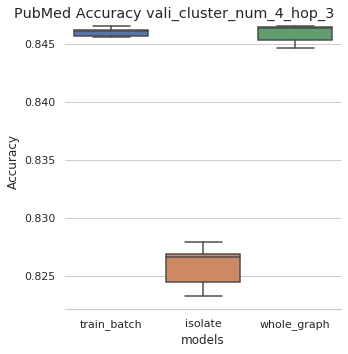 PubMed Accuracy vali_cluster_num_4_hop_3
0.845
0.840
0.835
0.830
0.825
Accuracy
train_batch
isolate
whole_graph
models